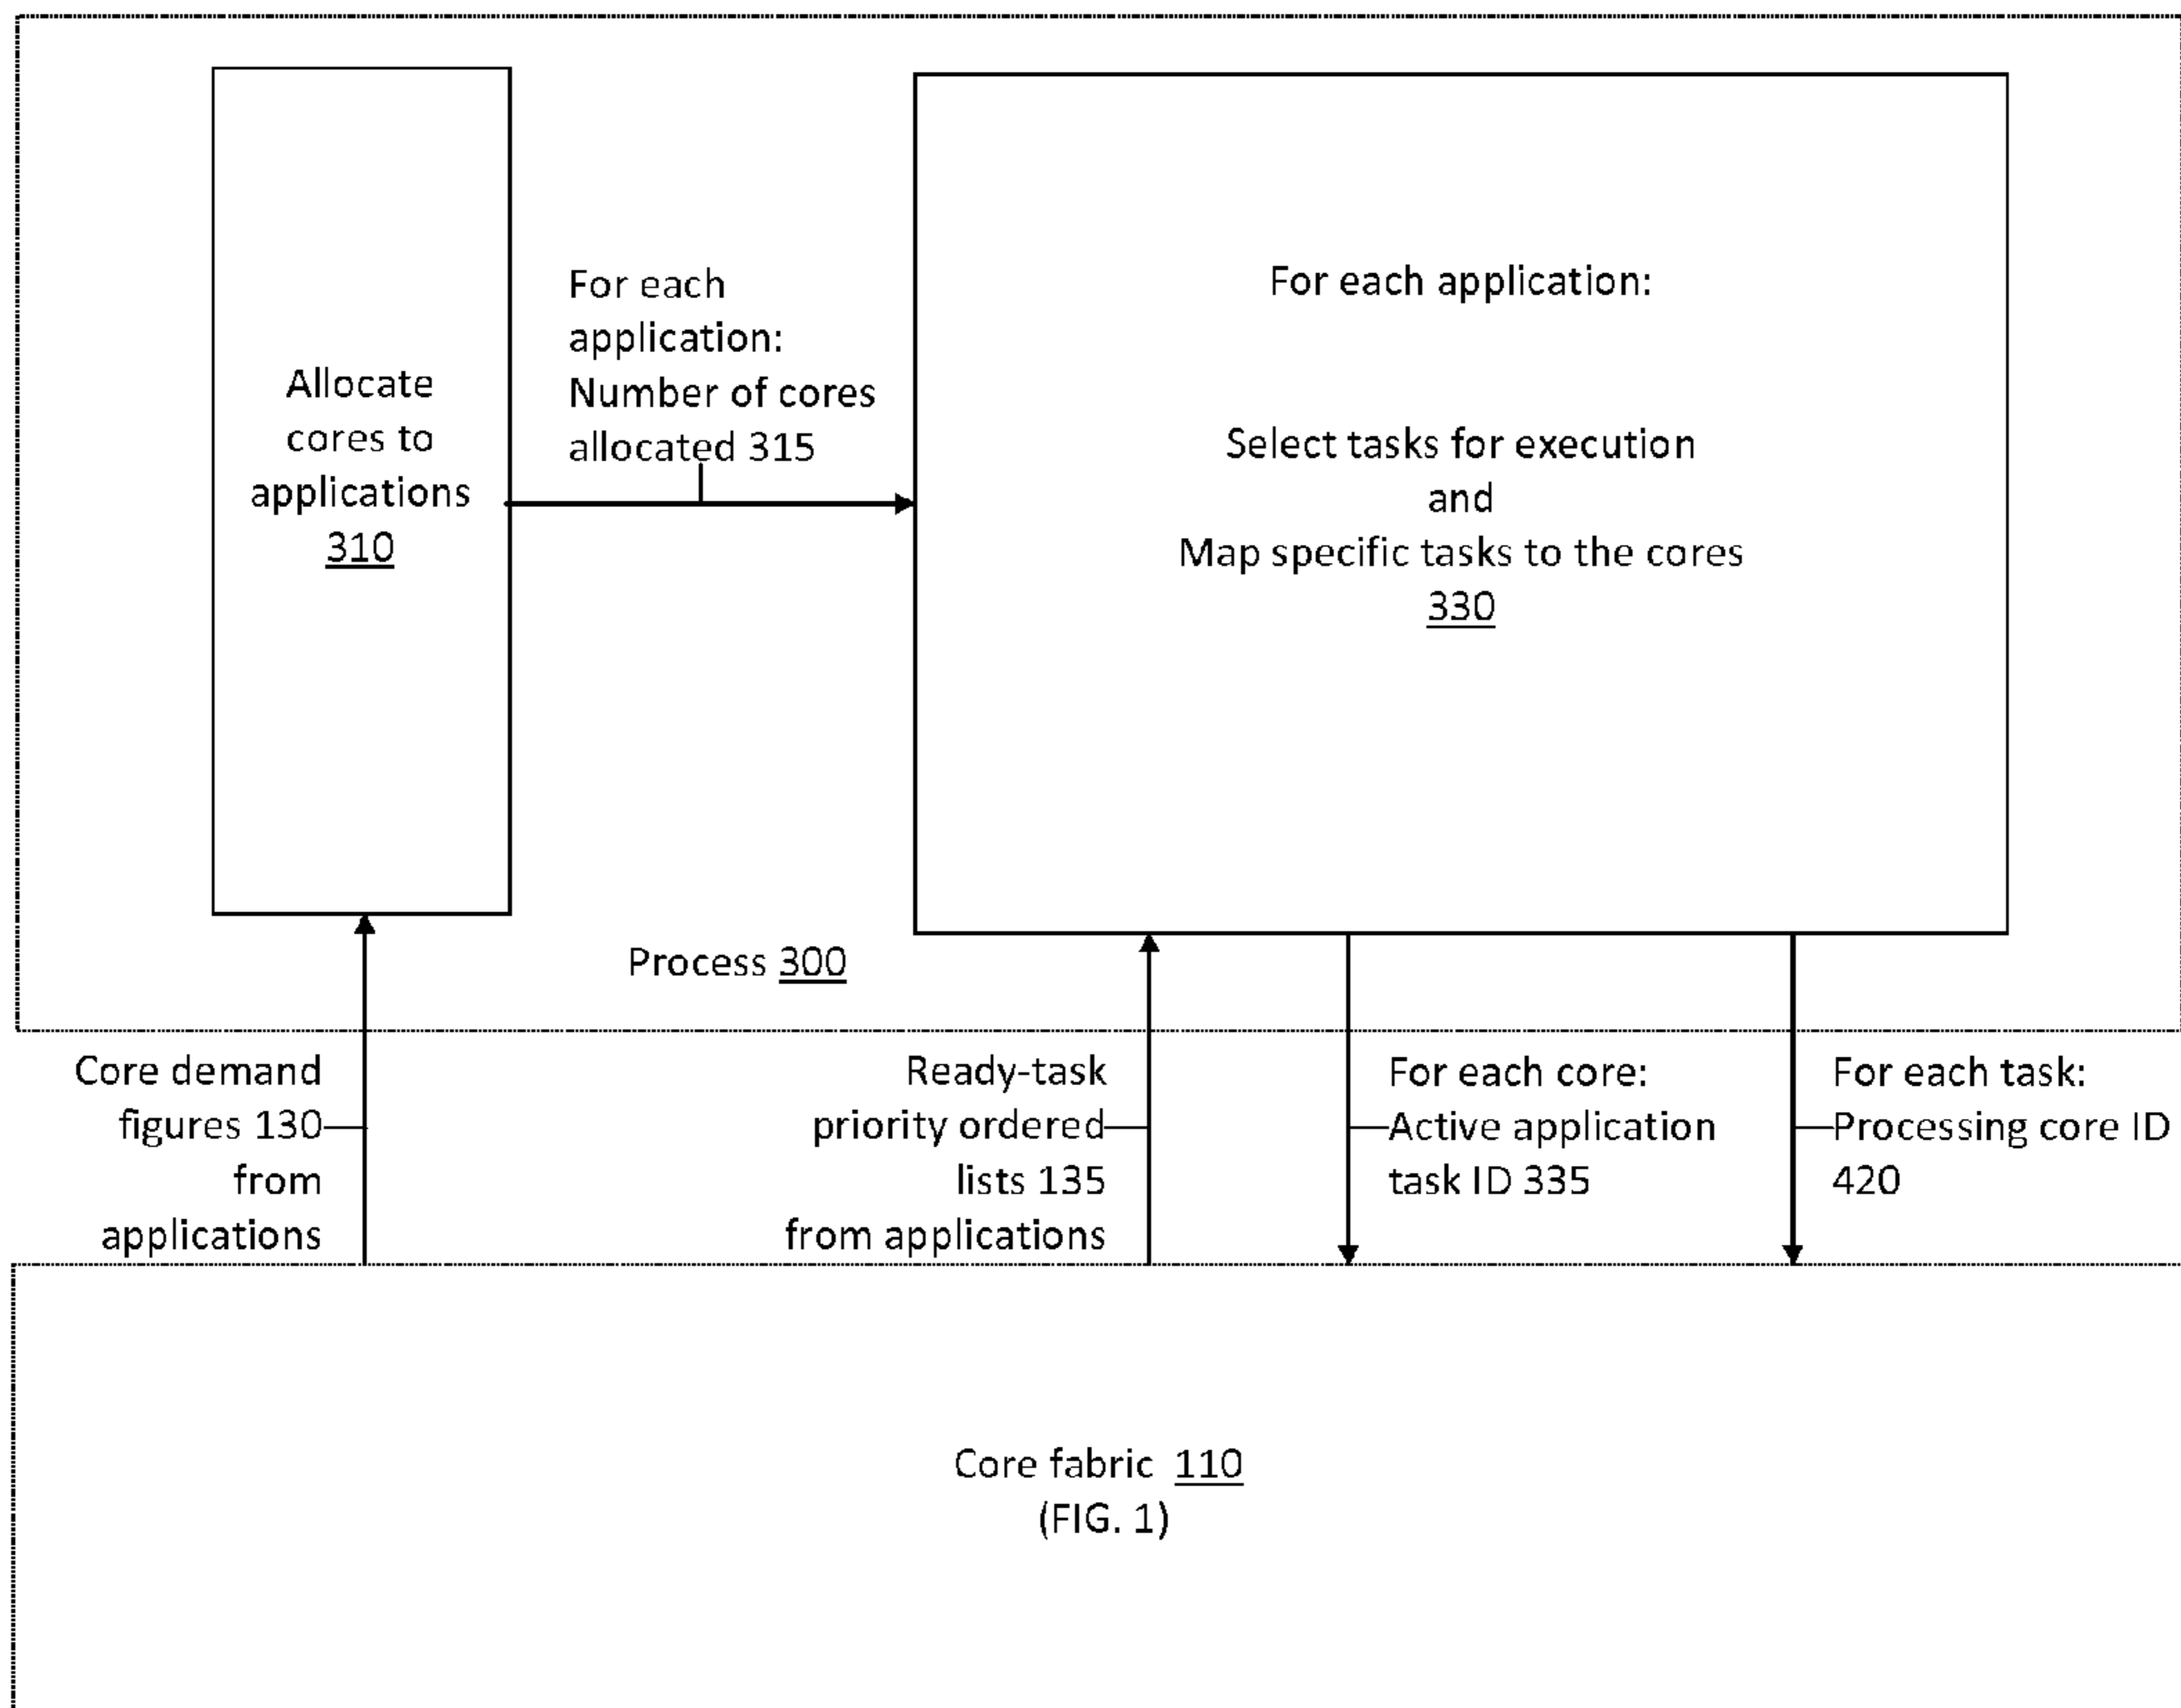 Allocate
cores to
applications
310
For each
application:
Number of cores
allocated 315
For each application:
Select tasks for execution
and
Map specific tasks to the cores
330
Process 300
Core demand
figures 130
from
applications
Ready-task
priority ordered
lists 135
from applications
For each core:
Active application
task ID 335
For each task:
Processing core ID
420
Core fabric 110
(FIG. 1)